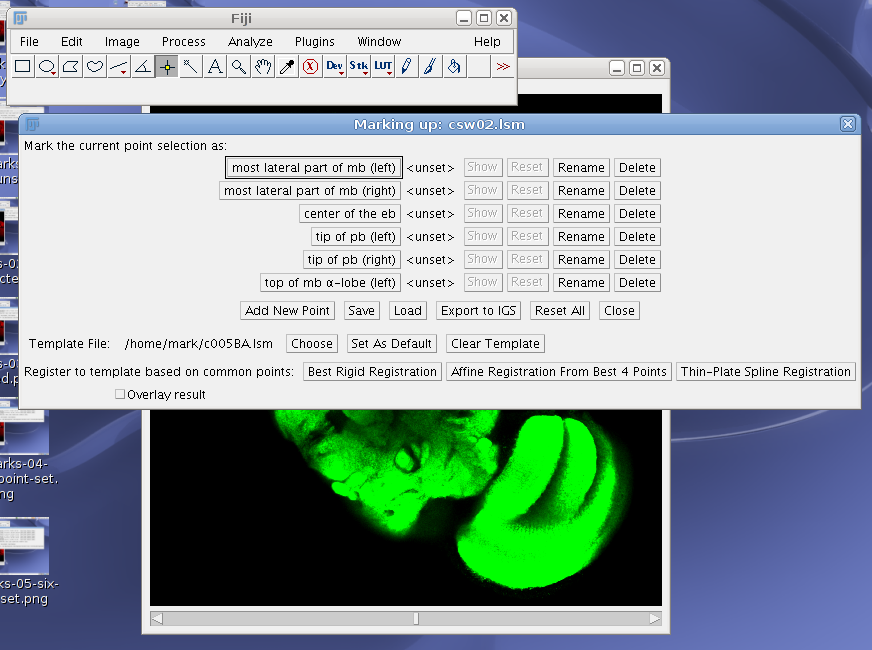 Fiji
File Edit Image Process Analyze Plugins Window Help
Dev Stk LUT >>
Marking up: csw02.lsm
Mark the current point selection as:
most lateral part of mb (left) <unset> Show Reset Rename Delete
most lateral part of mb (right) <unset> Show Reset Rename Delete
center of the eb <unset> Show Reset Rename Delete
tip of pb (left) <unset> Show Reset Rename Delete
tip of pb (right) <unset> Show Reset Rename Delete
top of mb α-lobe (left) <unset> Show Reset Rename Delete
Add New Point Save Load Export to IGS Reset All Close
Template File: /home/mark/c005BA.lsm Choose Set As Default Clear Template
Register to template based on common points: Best Rigid Registration Affine Registration From Best 4 Points Thin-Plate Spline Registration
Overlay result
arks-04-
point-set.
ng
ks-05-six-
set.png